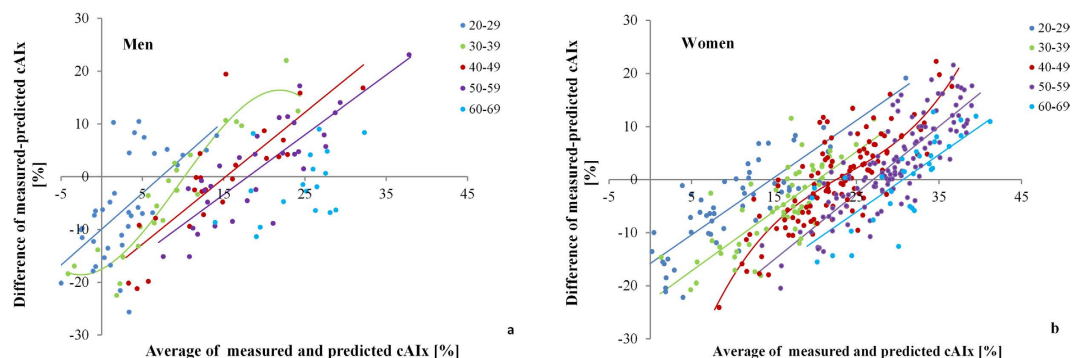 Men
20-29
30-39
40-49
50-59
60-69
Difference of measured-predicted cAIx
[%]
30
20
10
0
-10
-20
-30
-5 5 15 25 35 45
Average of measured and predicted cAIx [%]
a
Women
20-29
30-39
40-49
50-59
60-69
Difference of measured-predicted cAIx
[%]
30
20
10
0
-10
-20
-30
5 15 25 35 45
Average of measured and predicted cAIx [%]
b